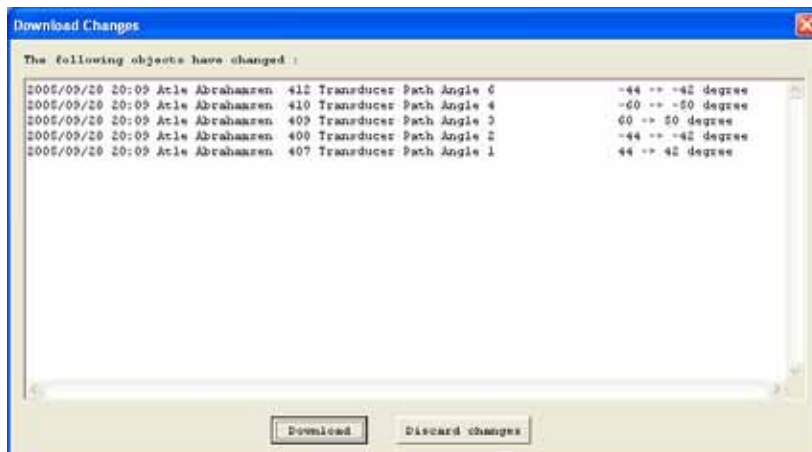 Download Changes
The following objects have changed :
2005/09/20 20:09 Atle Abrahamsen 412 Transducer Path Angle 6 -44 -> -42 degree
2005/09/20 20:09 Atle Abrahamsen 410 Transducer Path Angle 4 -60 -> -50 degree
2005/09/20 20:09 Atle Abrahamsen 409 Transducer Path Angle 3 60 -> 50 degree
2005/09/20 20:09 Atle Abrahamsen 408 Transducer Path Angle 2 -44 -> -42 degree
2005/09/20 20:09 Atle Abrahamsen 407 Transducer Path Angle 1 44 -> 42 degree
Download Discard changes